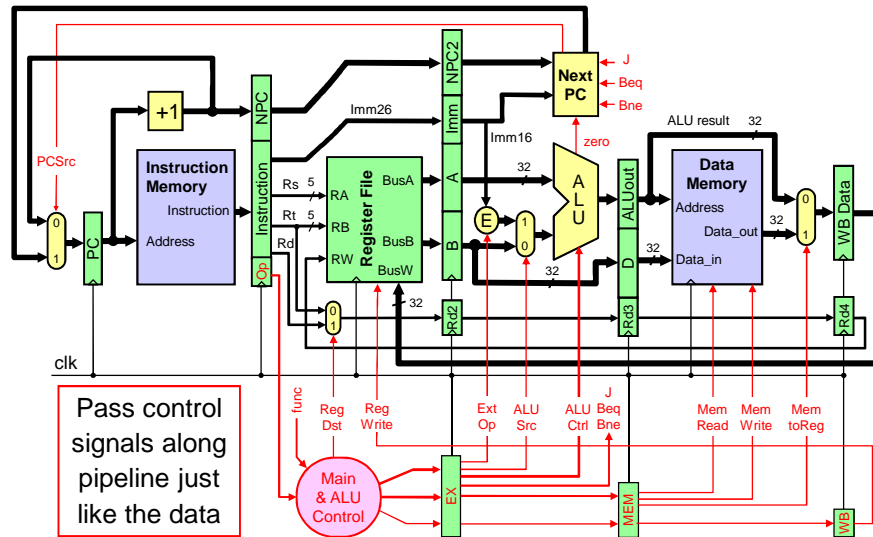 NPC
NPC2
Next
PC
J
Beq
Bne
+1
Imm26
Imm
Imm16
zero
ALU result
32
PCSrc
Instruction
Memory
Instruction
Address
Instruction
Rs
5
Rt
5
Rd
Op
RA
RB
RW
Register File
BusA
BusB
BusW
32
A
B
32
E
1
0
32
A
L
U
ALUout
D
32
Data
Memory
Address
Data_out
Data_in
32
0
1
WB Data
0
1
PC
0
1
Rd2
Rd3
Rd4
clk
Pass control
signals along
pipeline just
like the data
func
Reg
Dst
Reg
Write
Ext
Op
ALU
Src
ALU
Ctrl
J
Beq
Bne
Mem
Read
Mem
Write
Mem
toReg
Main
& ALU
Control
EX
MEM
WB